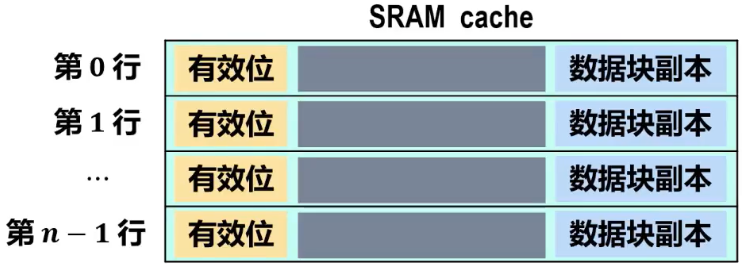 SRAM cache
第 0 行 有效位 数据块副本
第 1 行 有效位 数据块副本
… 有效位 数据块副本
第 n − 1 行 有效位 数据块副本